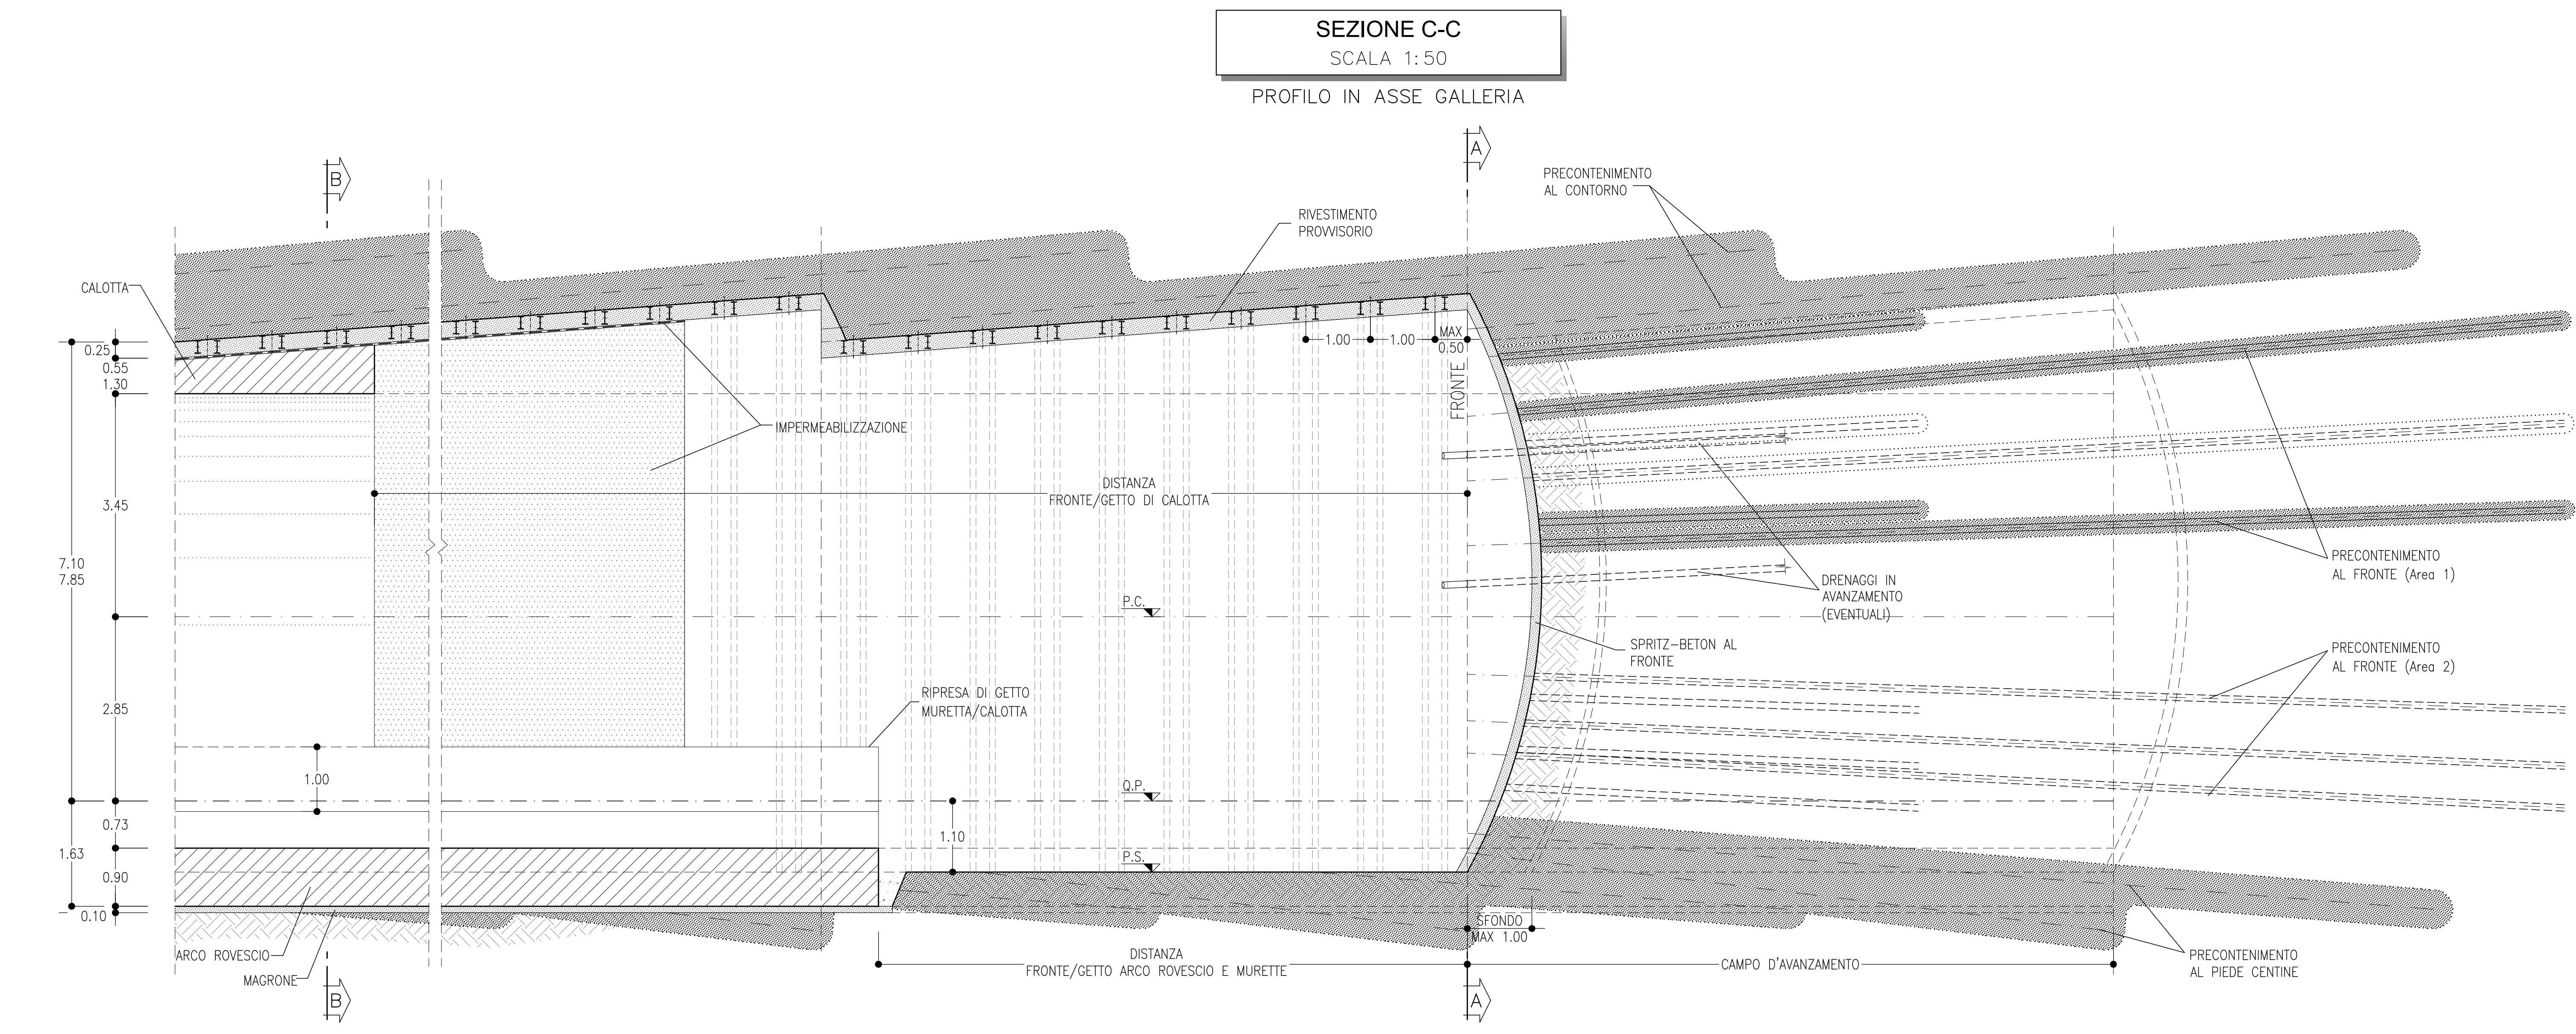 SEZIONE C-C
SCALA 1:50
PROFILO IN ASSE GALLERIA
A
B
PRECONTENIMENTO
AL CONTORNO
RIVESTIMENTO
PROVVISORIO
CALOTTA
0.25
0.55
1.30
1.00
1.00
MAX
0.50
FRONTE
IMPERMEABILIZZAZIONE
DISTANZA
FRONTE/GETTO DI CALOTTA
3.45
7.10
7.85
PRECONTENIMENTO
AL FRONTE (Area 1)
DRENAGGI IN
AVANZAMENTO
(EVENTUALI)
P.C.
SPRITZ-BETON AL
FRONTE
PRECONTENIMENTO
AL FRONTE (Area 2)
RIPRESA DI GETTO
MURETTA/CALOTTA
2.85
1.00
Q.P.
0.73
1.10
1.63
P.S.
0.90
0.10
SFONDO
MAX 1.00
ARCO ROVESCIO
MAGRONE
DISTANZA
FRONTE/GETTO ARCO ROVESCIO E MURETTE
CAMPO D'AVANZAMENTO
PRECONTENIMENTO
AL PIEDE CENTINE
B
A